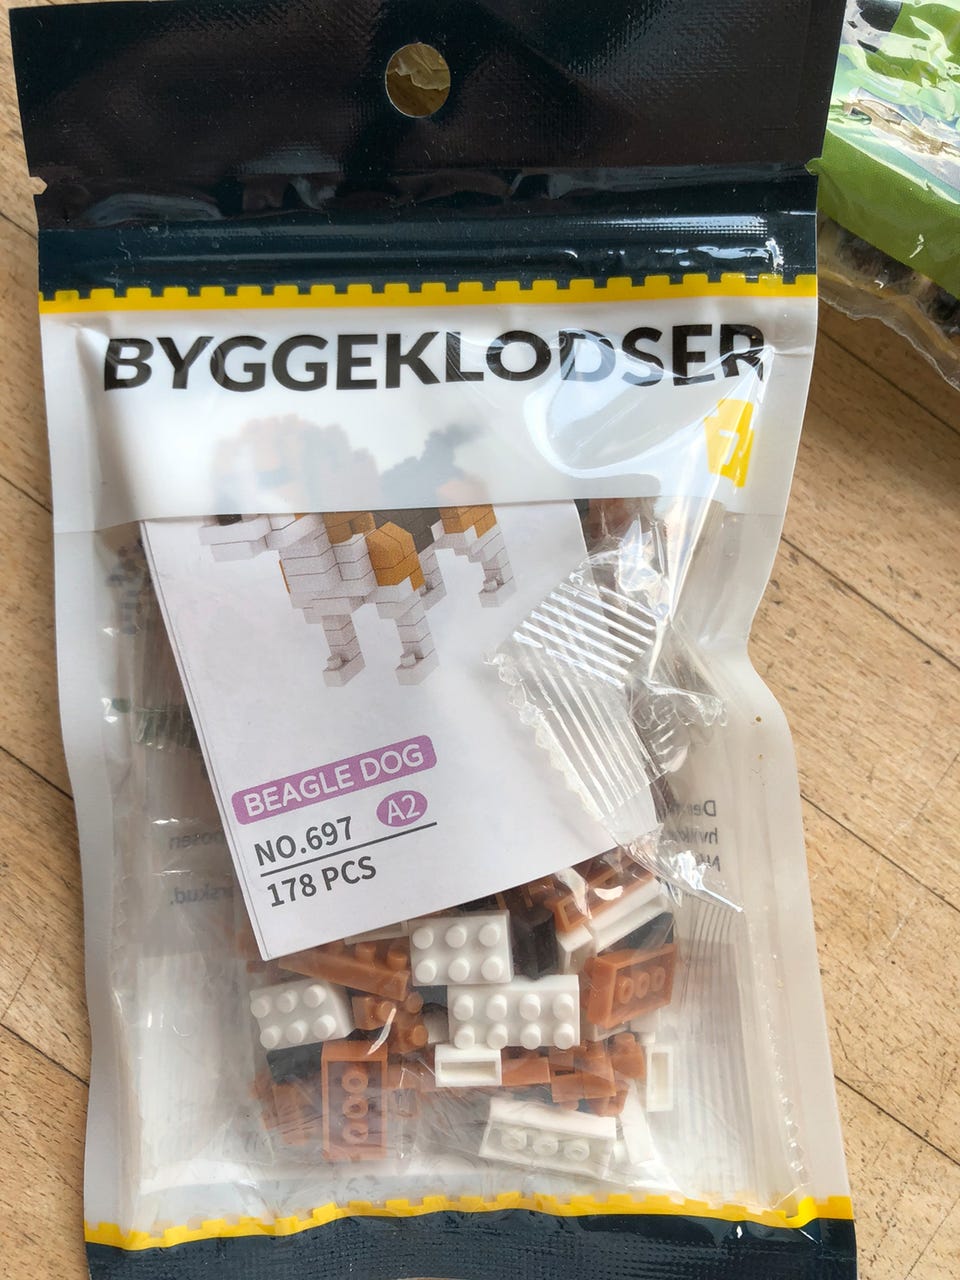 BYGGEKLODSER
BEAGLE DOG
NO.697 A2
178 PCS